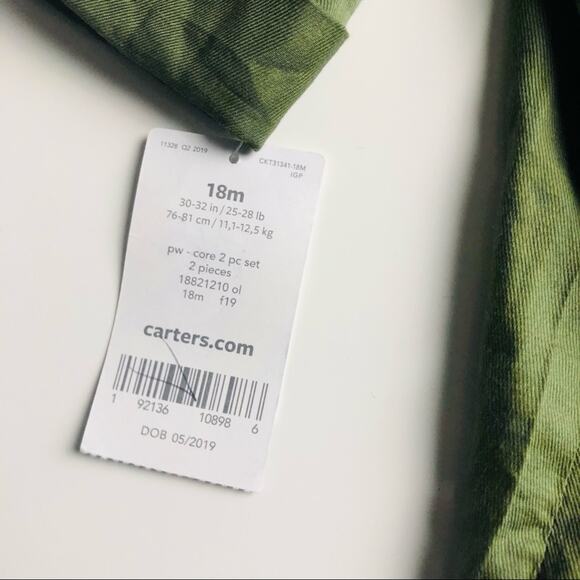 11328 Q2 2019
CKT31341-18M
IGP
18m
30-32 in / 25-28 lb
76-81 cm / 11,1-12,5 kg
pw - core 2 pc set
2 pieces
18821210 ol
18m f19
carters.com
1 92136 10898 6
DOB 05/2019